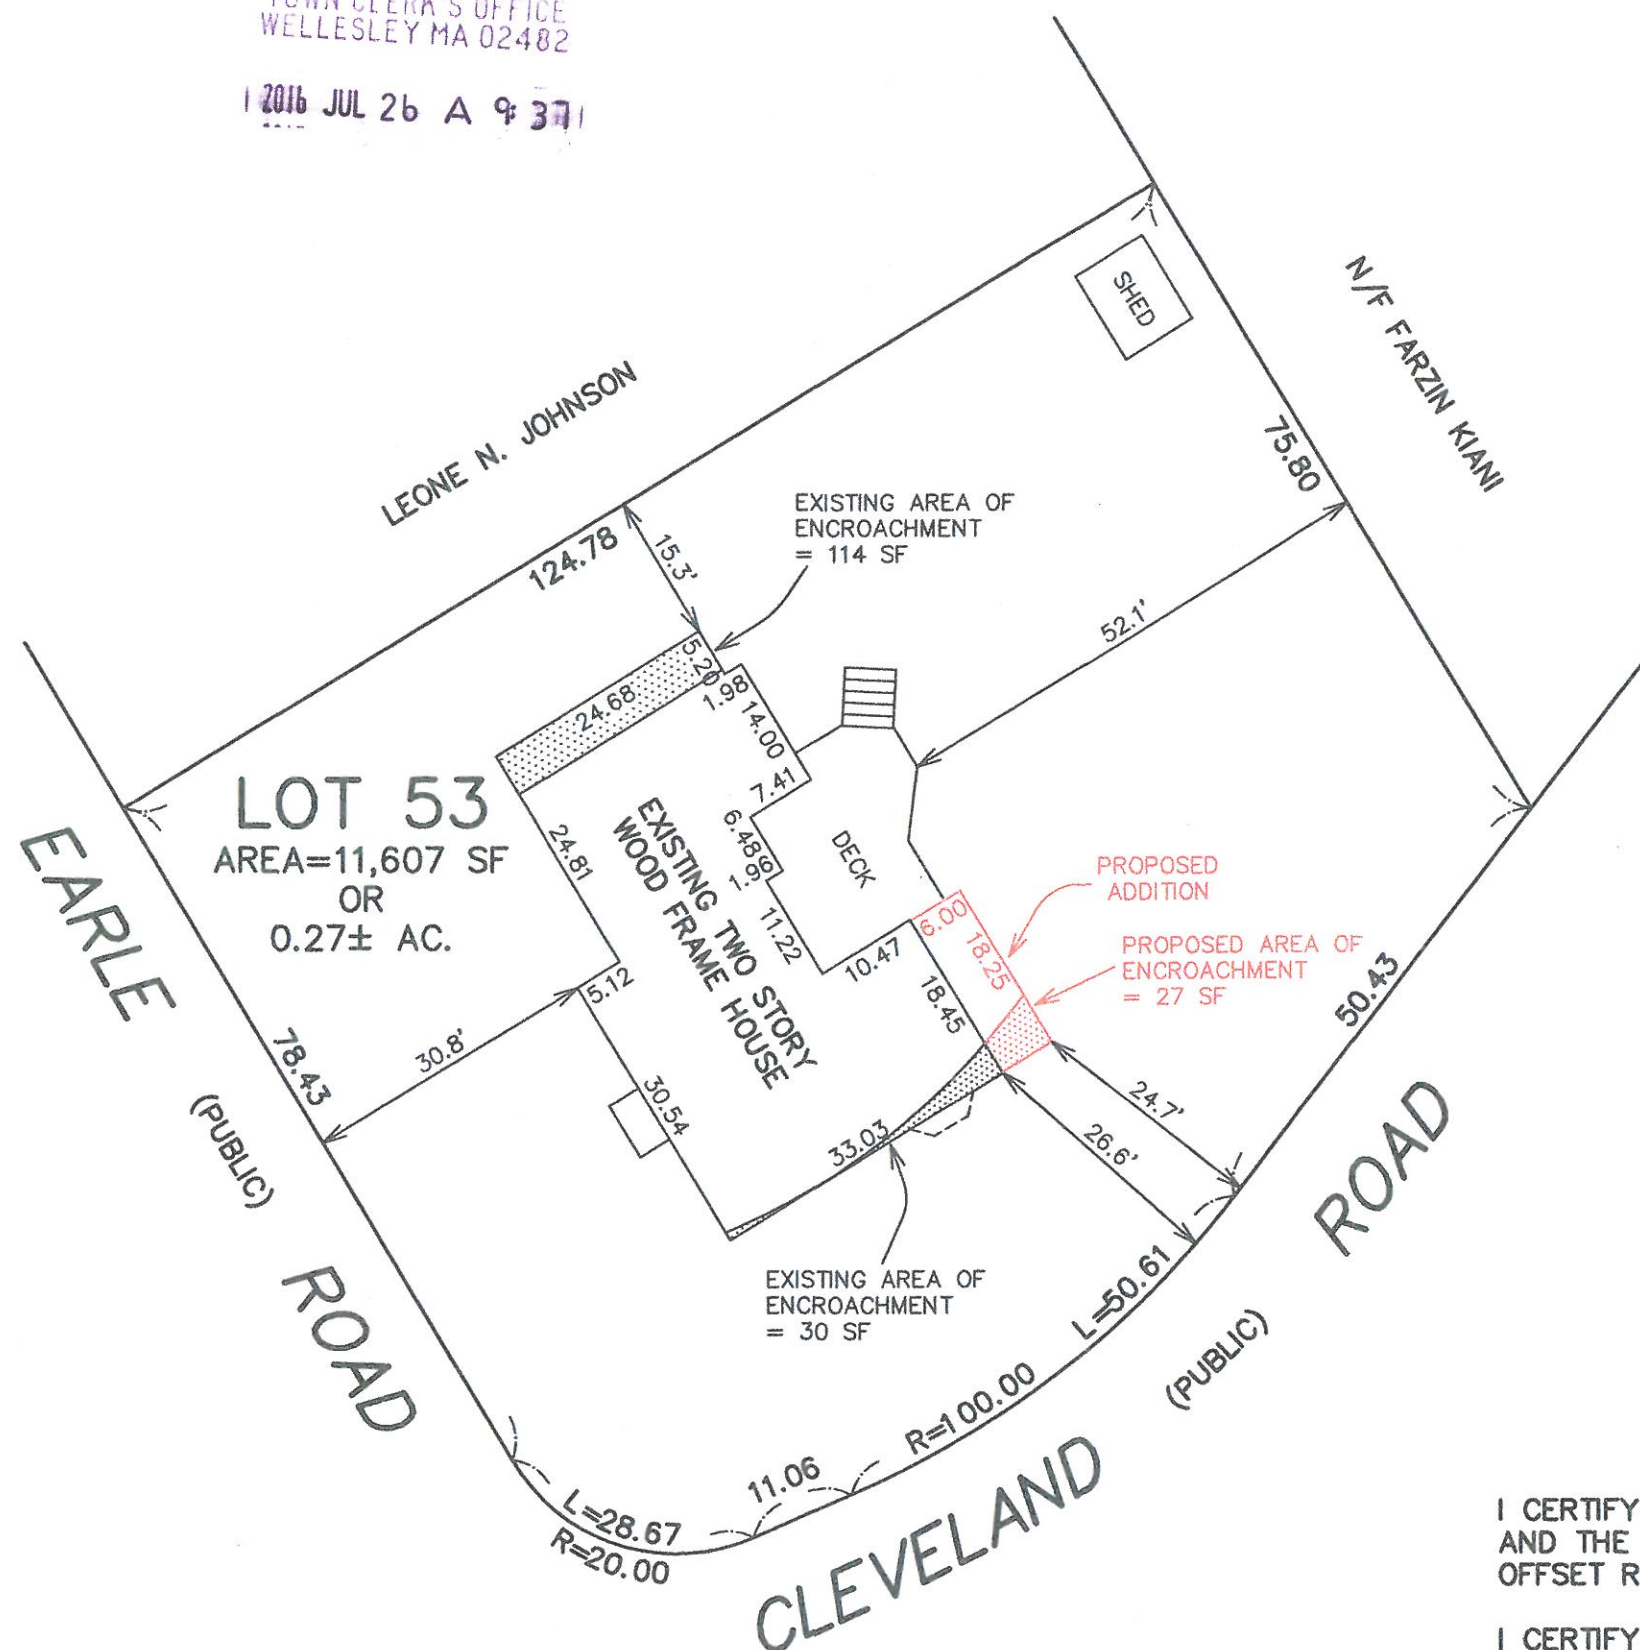 TOWN CLERK'S OFFICE
WELLESLEY MA 02482
2016 JUL 26 A 9:37
SHED
N/F FARZIN KIANI
LEONE N. JOHNSON
75.80
124.78
15.3'
EXISTING AREA OF
ENCROACHMENT
= 114 SF
52.1'
5.20
1.98
24.68
14.00
7.41
LOT 53
AREA=11,607 SF
OR
0.27± AC.
24.81
EXISTING TWO STORY
WOOD FRAME HOUSE
6.48
1.96
DECK
11.22
10.47
PROPOSED
ADDITION
6.00
18.25
PROPOSED AREA OF
ENCROACHMENT
= 27 SF
18.45
50.43
5.12
30.8'
30.54
33.03
24.7'
26.6'
EARLE
78.43
(PUBLIC)
ROAD
EXISTING AREA OF
ENCROACHMENT
= 30 SF
ROAD
L=50.61
R=100.00
(PUBLIC)
11.06
L=28.67
R=20.00
CLEVELAND
I CERTIFY
AND THE
OFFSET R
I CERTIFY